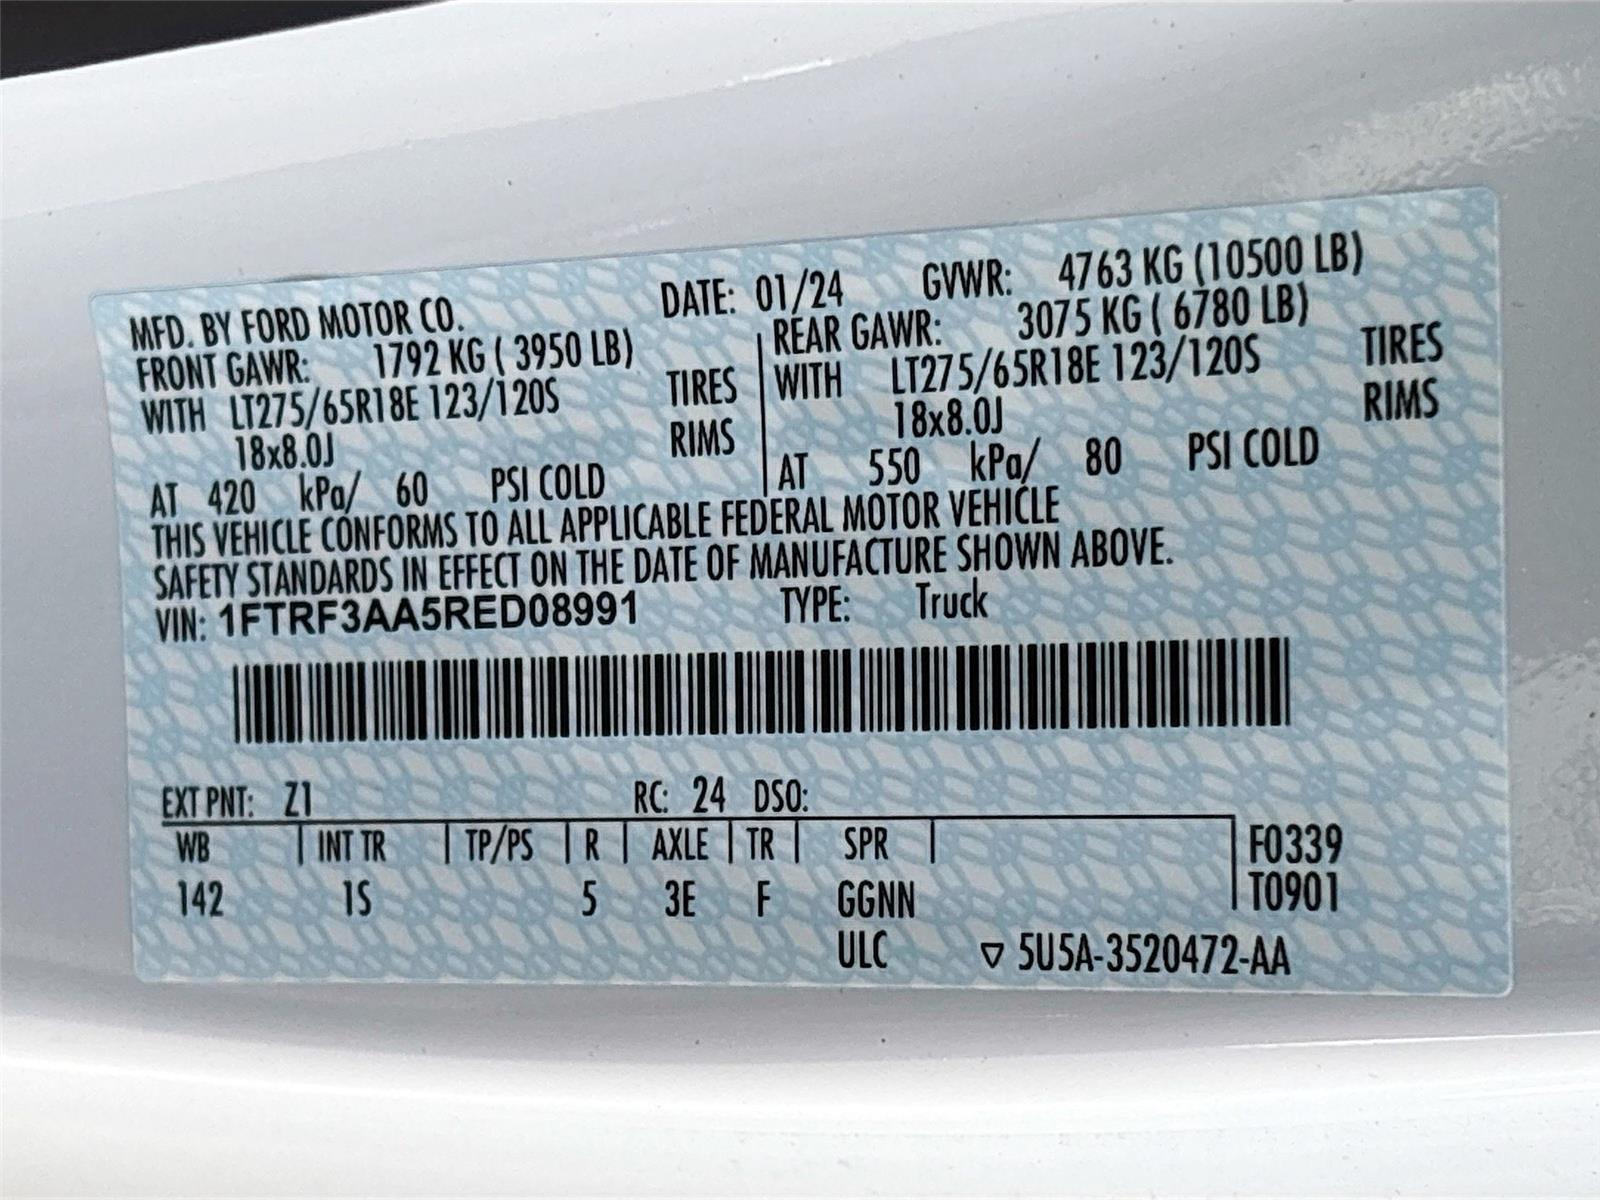 MFD. BY FORD MOTOR CO. DATE: 01/24 GVWR: 4763 KG (10500 LB)
FRONT GAWR: 1792 KG ( 3950 LB) REAR GAWR: 3075 KG ( 6780 LB)
WITH LT275/65R18E 123/120S TIRES WITH LT275/65R18E 123/120S TIRES
18x8.0J RIMS 18x8.0J RIMS
AT 420 kPa/ 60 PSI COLD AT 550 kPa/ 80 PSI COLD
THIS VEHICLE CONFORMS TO ALL APPLICABLE FEDERAL MOTOR VEHICLE
SAFETY STANDARDS IN EFFECT ON THE DATE OF MANUFACTURE SHOWN ABOVE.
VIN: 1FTRF3AA5RED08991 TYPE: Truck
EXT PNT: Z1 RC: 24 DSO:
WB INT TR TP/PS R AXLE TR SPR F0339
142 1S 5 3E F GGNN T0901
ULC ▽ 5U5A-3520472-AA